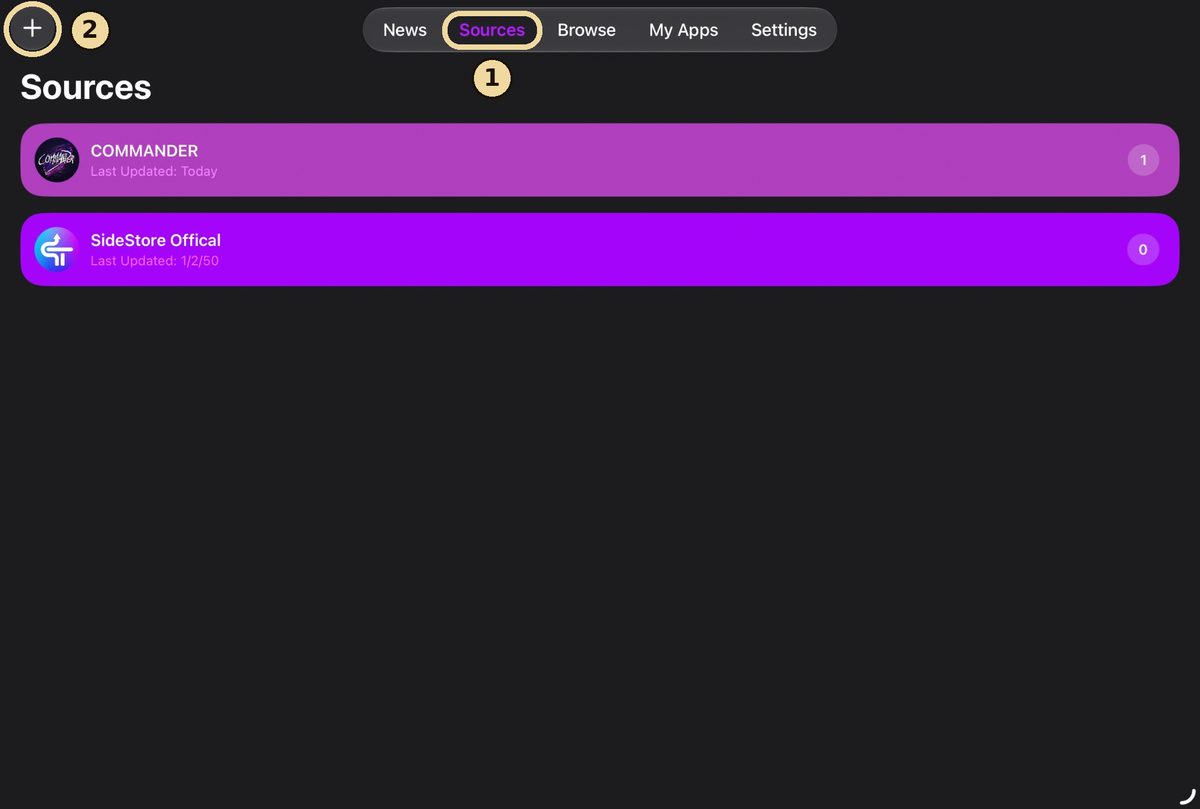 +
2
News Sources Browse My Apps Settings
1
Sources
COMMANDER
COMMANDER
Last Updated: Today
1
SideStore Offical
Last Updated: 1/2/50
0